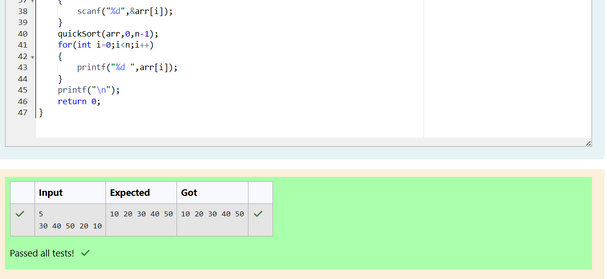 37 {
38 scanf("%d",&arr[i]);
39 }
40 quickSort(arr,0,n-1);
41 for(int i=0;i<n;i++)
42 {
43 printf("%d ",arr[i]);
44 }
45 printf("\n");
46 return 0;
47 }
Input Expected Got
5 10 20 30 40 50 10 20 30 40 50
30 40 50 20 10
Passed all tests!